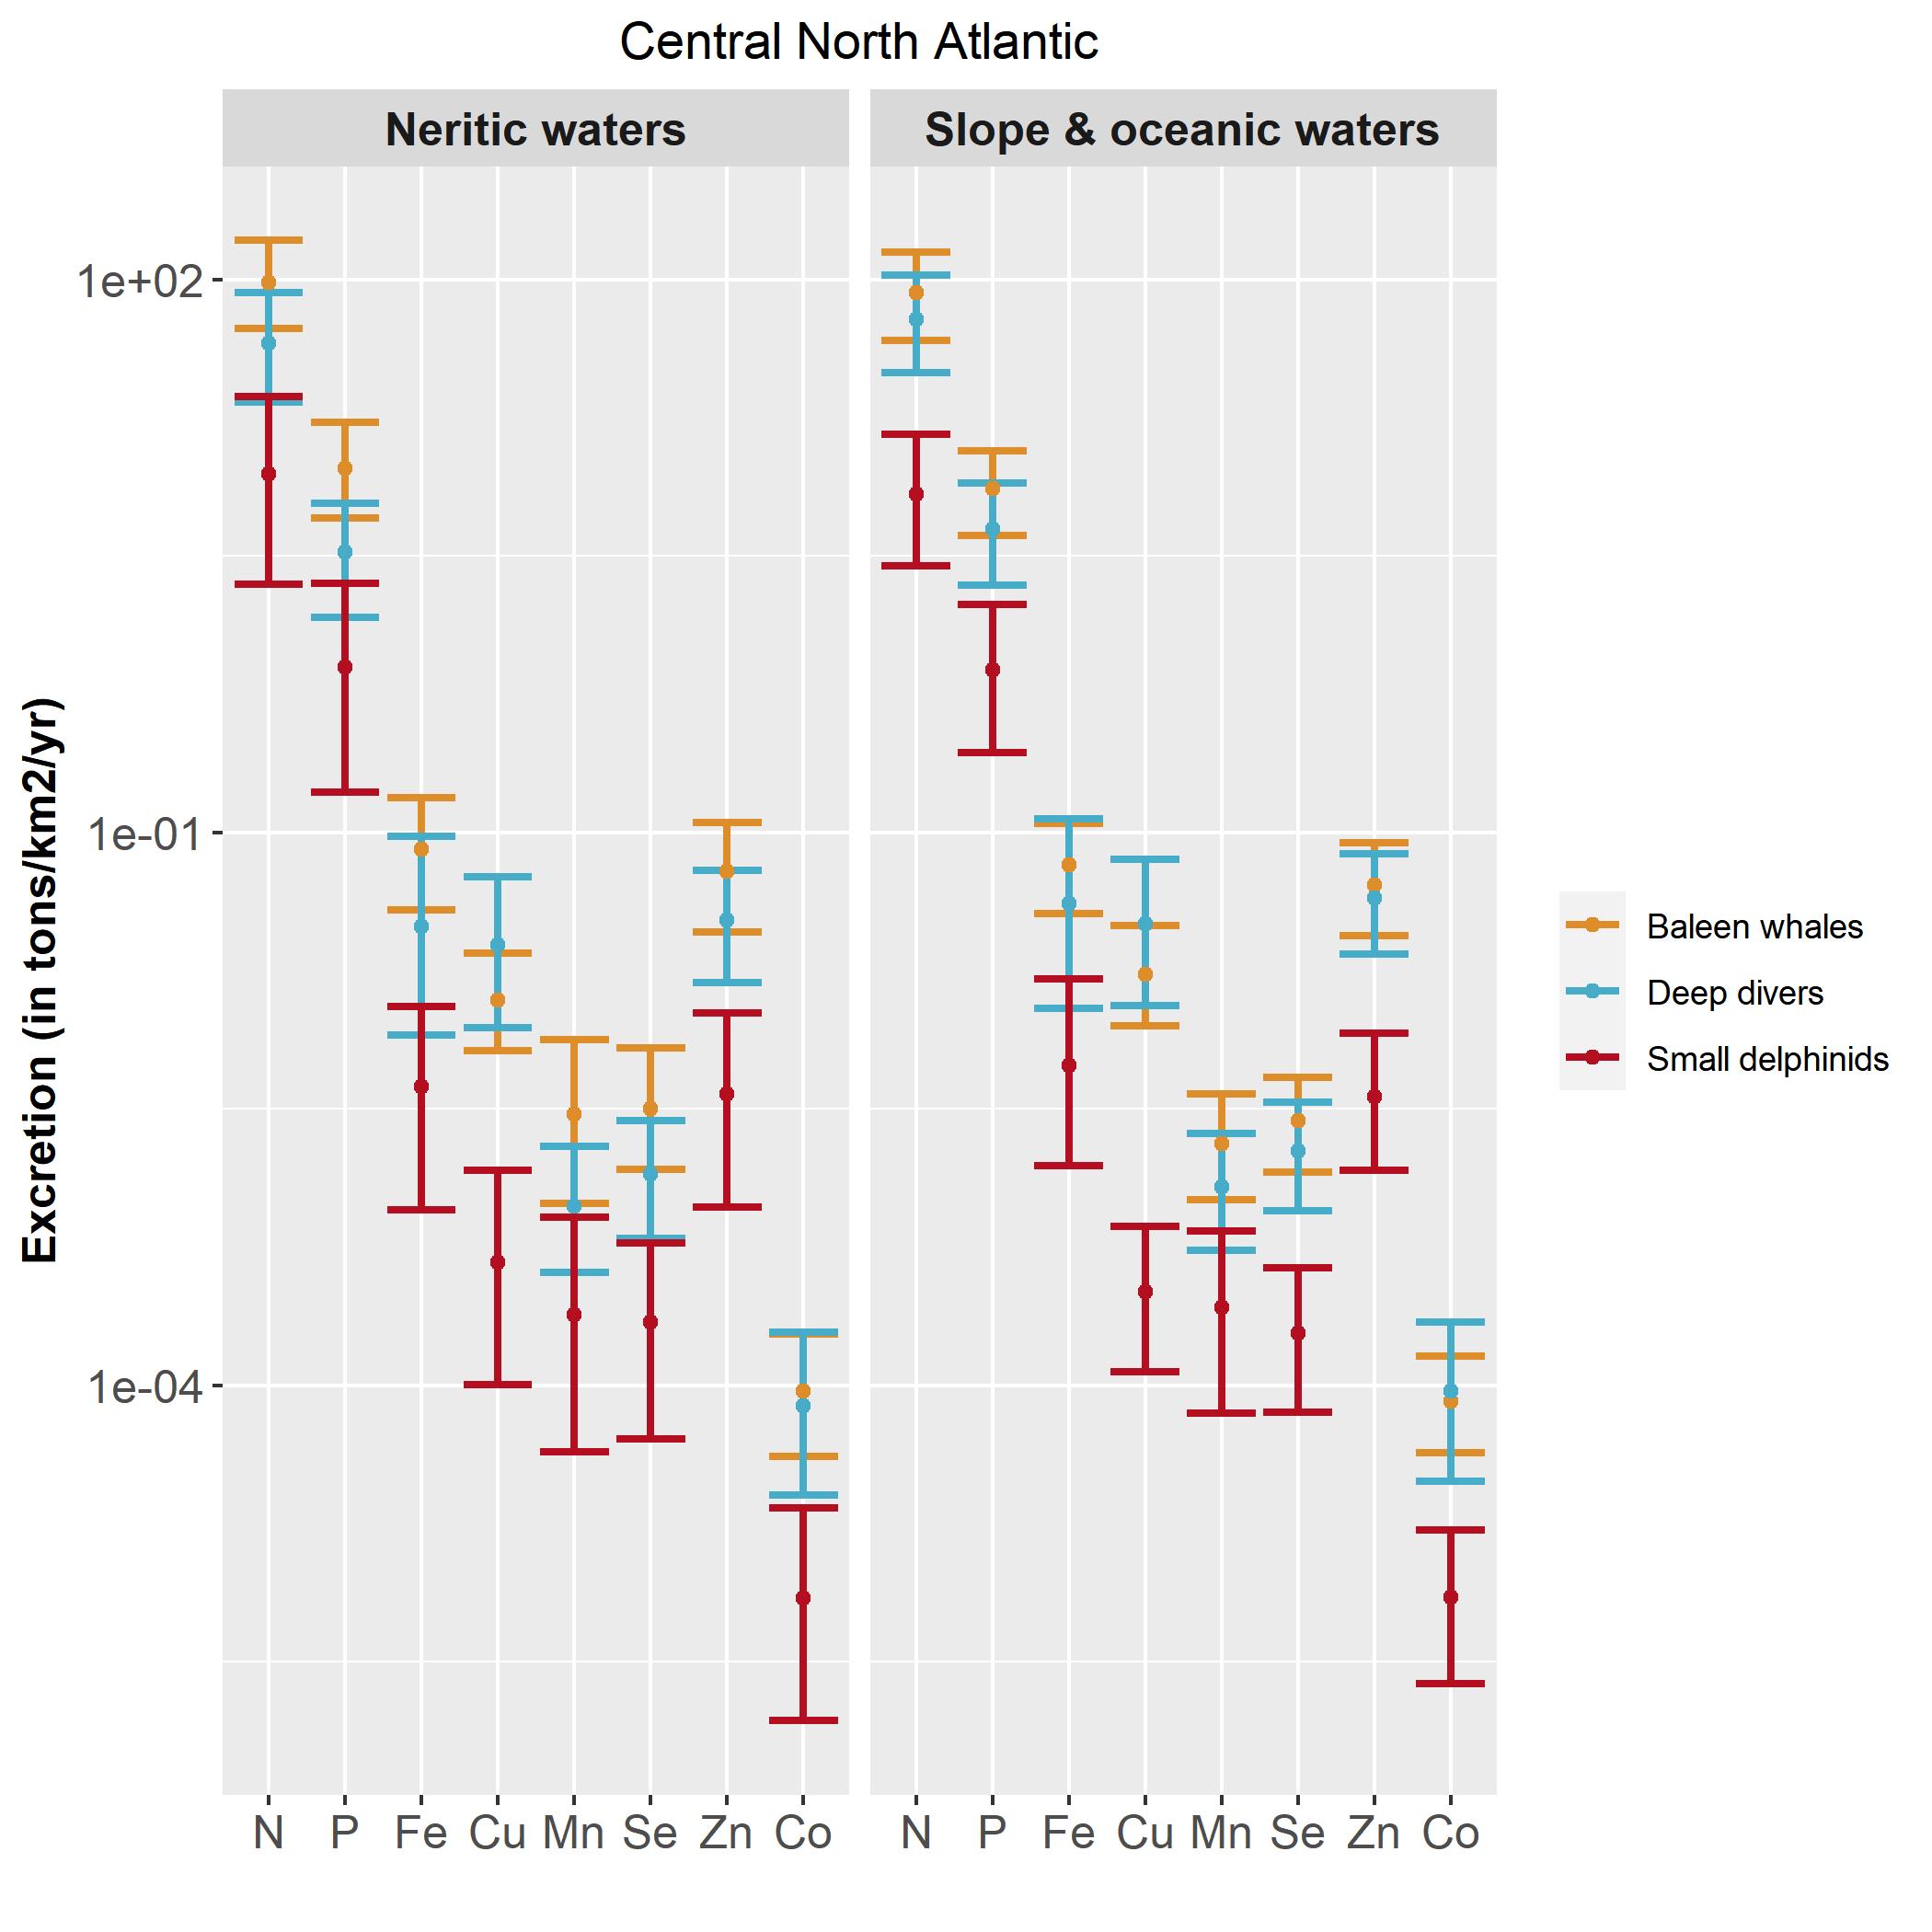 Central North Atlantic
Neritic waters
Slope & oceanic waters
1e+02
1e-01
1e-04
Excretion (in tons/km2/yr)
N P Fe Cu Mn Se Zn Co
N P Fe Cu Mn Se Zn Co
Baleen whales
Deep divers
Small delphinids